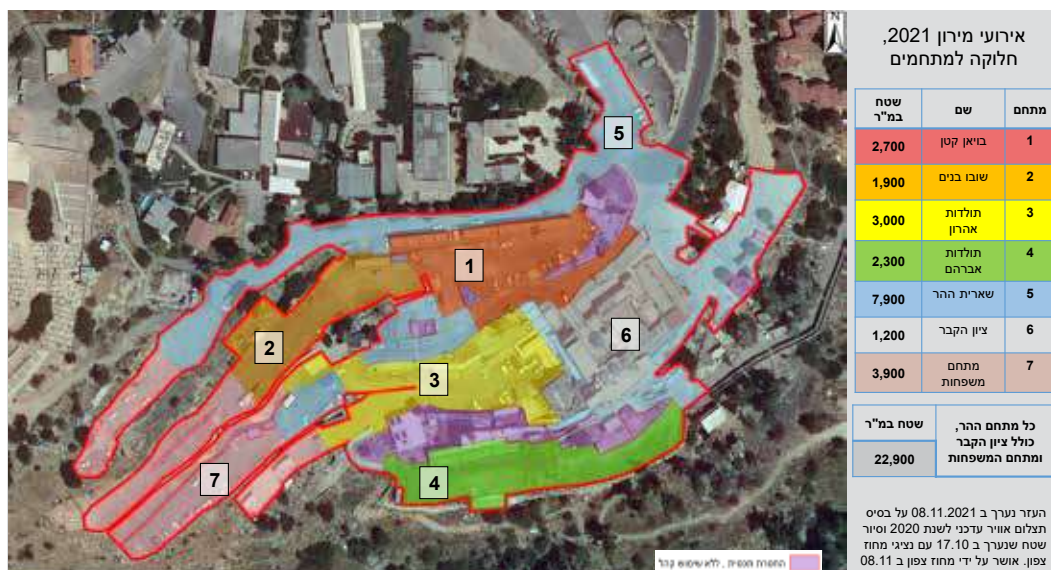 אירועי מירון 2021,
חלוקה למתחמים
מתחם שם שטח במ"ר
1 בויאן קטן 2,700
2 שובו בנים 1,900
3 תולדות אהרון 3,000
4 תולדות אברהם 2,300
5 שארית ההר 7,900
6 ציון הקבר 1,200
7 מתחם משפחות 3,900
כל מתחם ההר, שטח במ"ר
כולל ציון הקבר
ומתחם המשפחות 22,900
העזר נערך ב 08.11.2021 על בסיס
תצלום אוויר עדכני לשנת 2020 וסיור
שטח שנערך ב 17.10 עם נציגי מחוז
צפון. אושר על ידי מחוז צפון ב 08.11
N
5
1
6
2
3
7
4
ללא שימוש קהל